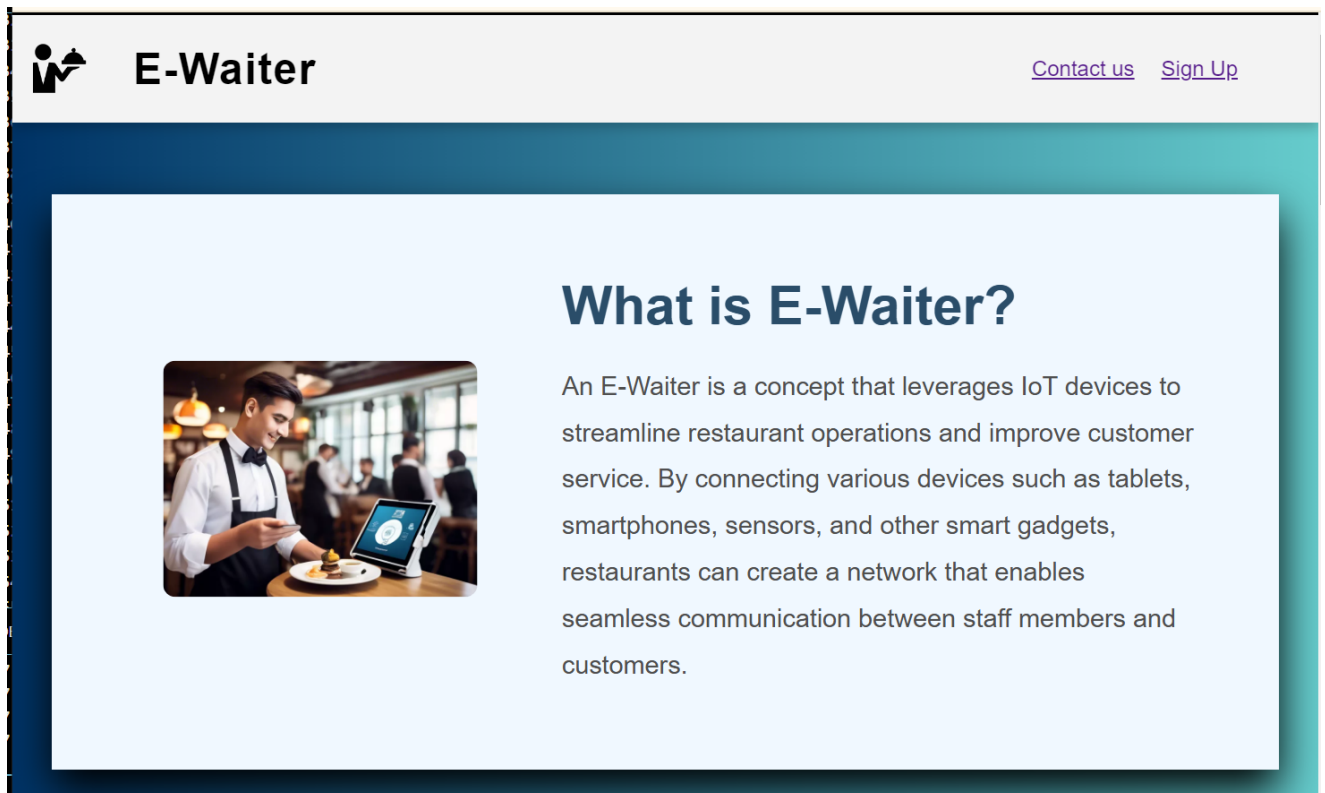 E-Waiter
Contact us
Sign Up
What is E-Waiter?
An E-Waiter is a concept that leverages IoT devices to
streamline restaurant operations and improve customer
service. By connecting various devices such as tablets,
smartphones, sensors, and other smart gadgets,
restaurants can create a network that enables
seamless communication between staff members and
customers.